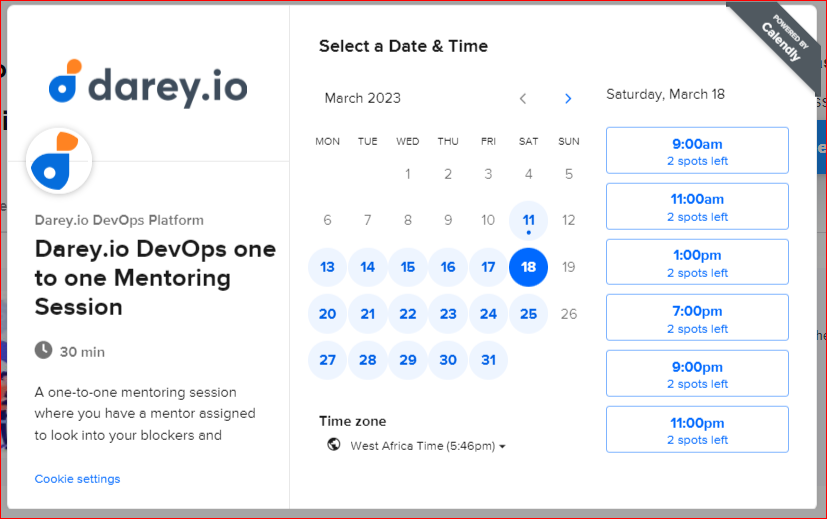 darey.io
Darey.io DevOps Platform
Darey.io DevOps one
to one Mentoring
Session
30 min
A one-to-one mentoring session
where you have a mentor assigned
to look into your blockers and
Cookie settings
Select a Date & Time
March 2023
MON TUE WED THU FRI SAT SUN
1 2 3 4 5
6 7 8 9 10 11 12
13 14 15 16 17 18 19
20 21 22 23 24 25 26
27 28 29 30 31
Time zone
West Africa Time (5:46pm)
Saturday, March 18
9:00am
2 spots left
11:00am
2 spots left
1:00pm
2 spots left
7:00pm
2 spots left
9:00pm
2 spots left
11:00pm
2 spots left
POWERED BY
Calendly